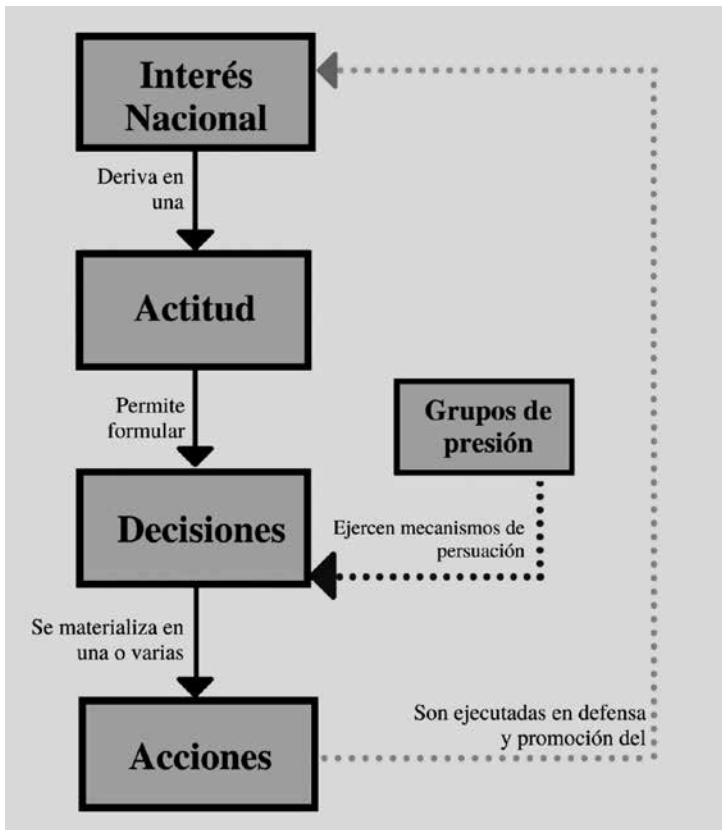 Interés
Nacional
Deriva en
una
Actitud
Permite
formular
Grupos de
presión
Decisiones
Ejercen mecanismos de
persuación
Se materializa en
una o varias
Acciones
Son ejecutadas en defensa
y promoción del